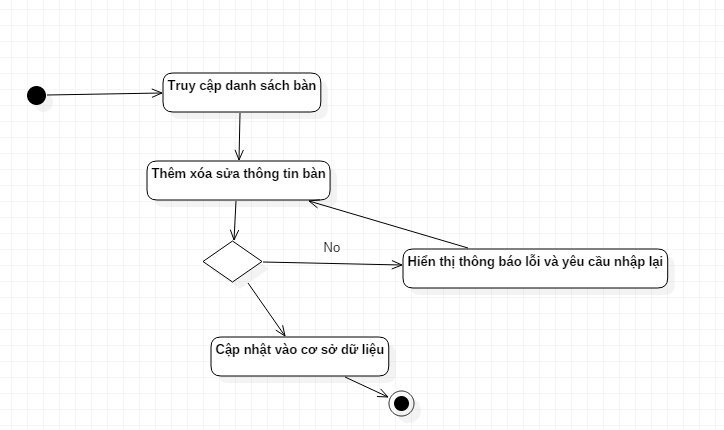 Truy cập danh sách bàn
Thêm xóa sửa thông tin bàn
No
Hiển thị thông báo lỗi và yêu cầu nhập lại
Cập nhật vào cơ sở dữ liệu